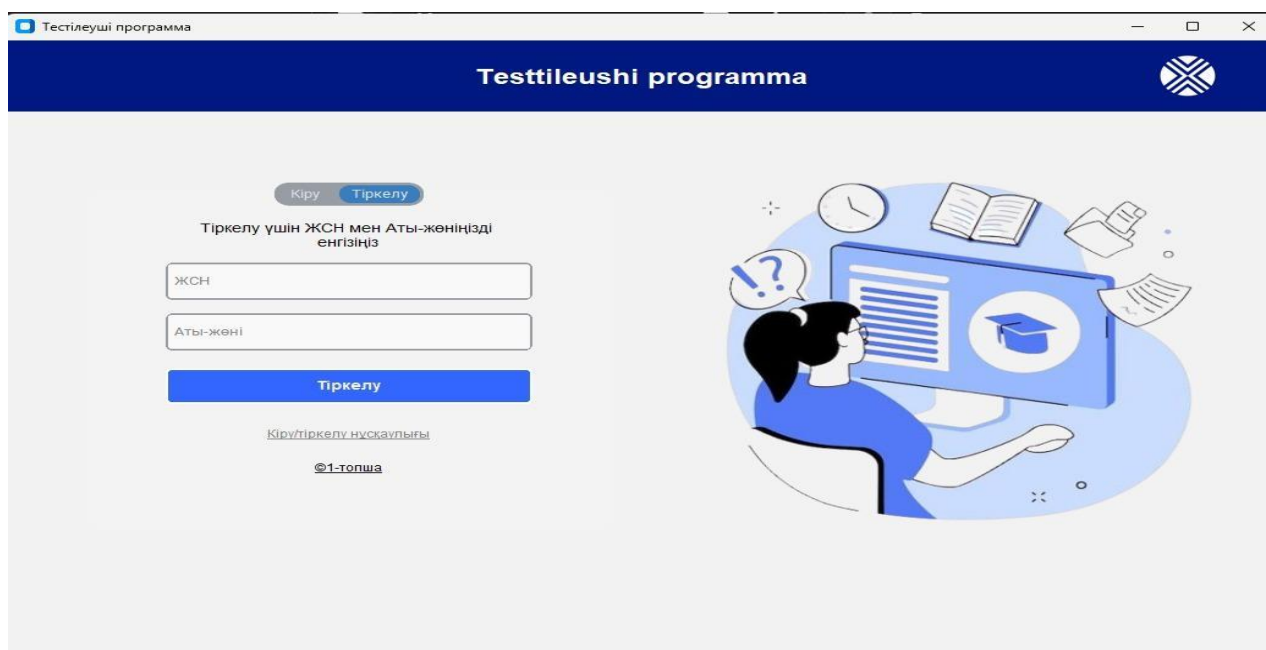 Тестілеуші программа
Testtileushi programma
Кіру Тіркелу
Тіркелу үшін ЖСН мен Аты-жөніңізді
енгізіңіз
ЖСН
Аты-жөні
Тіркелу
Кіру/тіркелу нұсқаулығы
©1-топша
!?